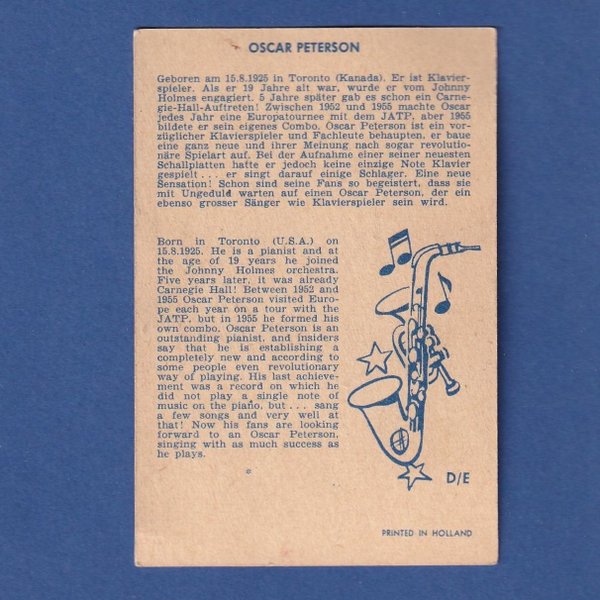 OSCAR PETERSON
Geboren am 15.8.1925 in Toronto (Kanada). Er ist Klavier-
spieler. Als er 19 Jahre alt war, wurde er vom Johnny
Holmes engagiert. 5 Jahre später gab es schon ein Carne-
gie-Hall-Auftreten! Zwischen 1952 und 1955 machte Oscar
jedes Jahr eine Europatournee mit dem JATP, aber 1955
bildete er sein eigenes Combo. Oscar Peterson ist ein vor-
züglicher Klavierspieler und Fachleute behaupten, er baue
eine ganz neue und ihrer Meinung nach sogar revolutio-
näre Spielart auf. Bei der Aufnahme einer seiner neuesten
Schallplatten hatte er jedoch keine einzige Note Klavier
gespielt . . . er singt darauf einige Schlager. Eine neue
Sensation! Schon sind seine Fans so begeistert, dass sie
mit Ungeduld warten auf einen Oscar Peterson, der ein
ebenso grosser Sänger wie Klavierspieler sein wird.
Born in Toronto (U.S.A.) on
15.8.1925. He is a pianist and at
the age of 19 years he joined
the Johnny Holmes orchestra.
Five years later, it was already
Carnegie Hall! Between 1952 and
1955 Oscar Peterson visited Euro-
pe each year on a tour with the
JATP, but in 1955 he formed his
own combo. Oscar Peterson is an
outstanding pianist, and insiders
say that he is establishing a
completely new and according to
some people even revolutionary
way of playing. His last achieve-
ment was a record on which he
did not play a single note of
music on the piano, but . . . sang
a few songs and very well at
that! Now his fans are looking
forward to an Oscar Peterson,
singing with as much success as
he plays.
D/E
PRINTED IN HOLLAND